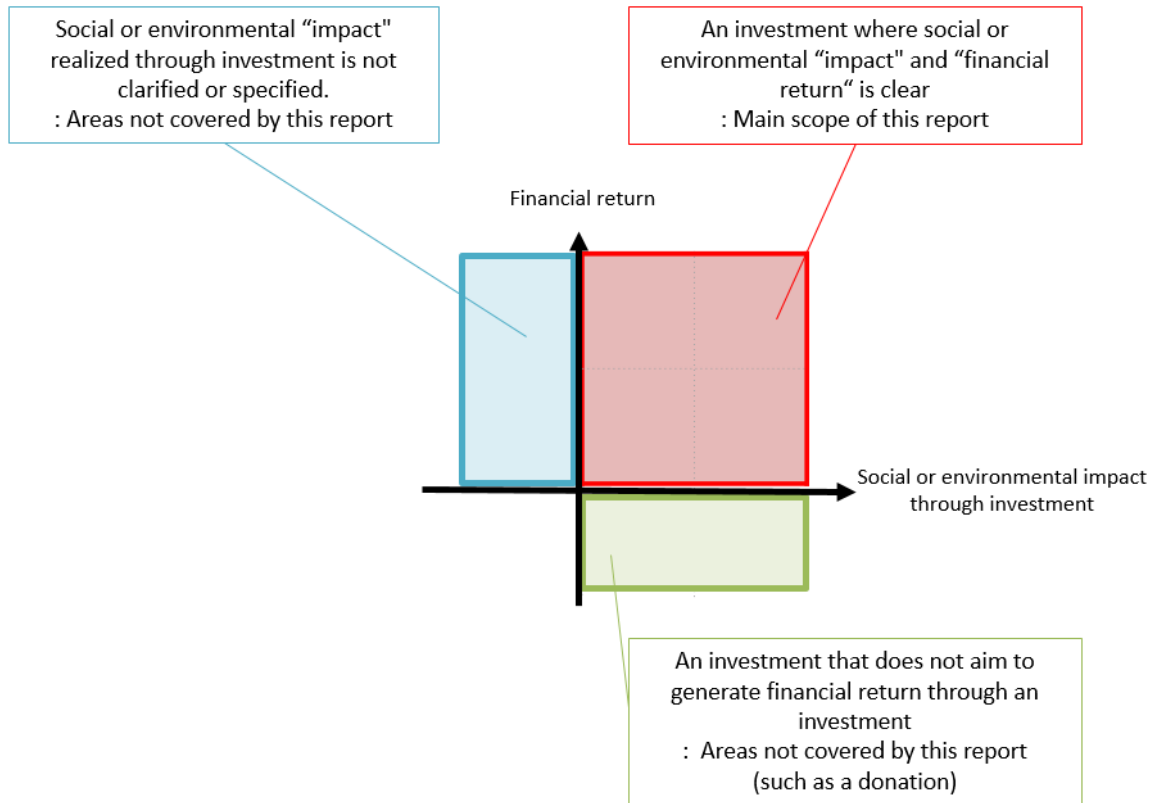 Social or environmental “impact"
realized through investment is not
clarified or specified.
: Areas not covered by this report
An investment where social or
environmental “impact" and “financial
return“ is clear
: Main scope of this report
Financial return
Social or environmental impact
through investment
An investment that does not aim to
generate financial return through an
investment
: Areas not covered by this report
(such as a donation)